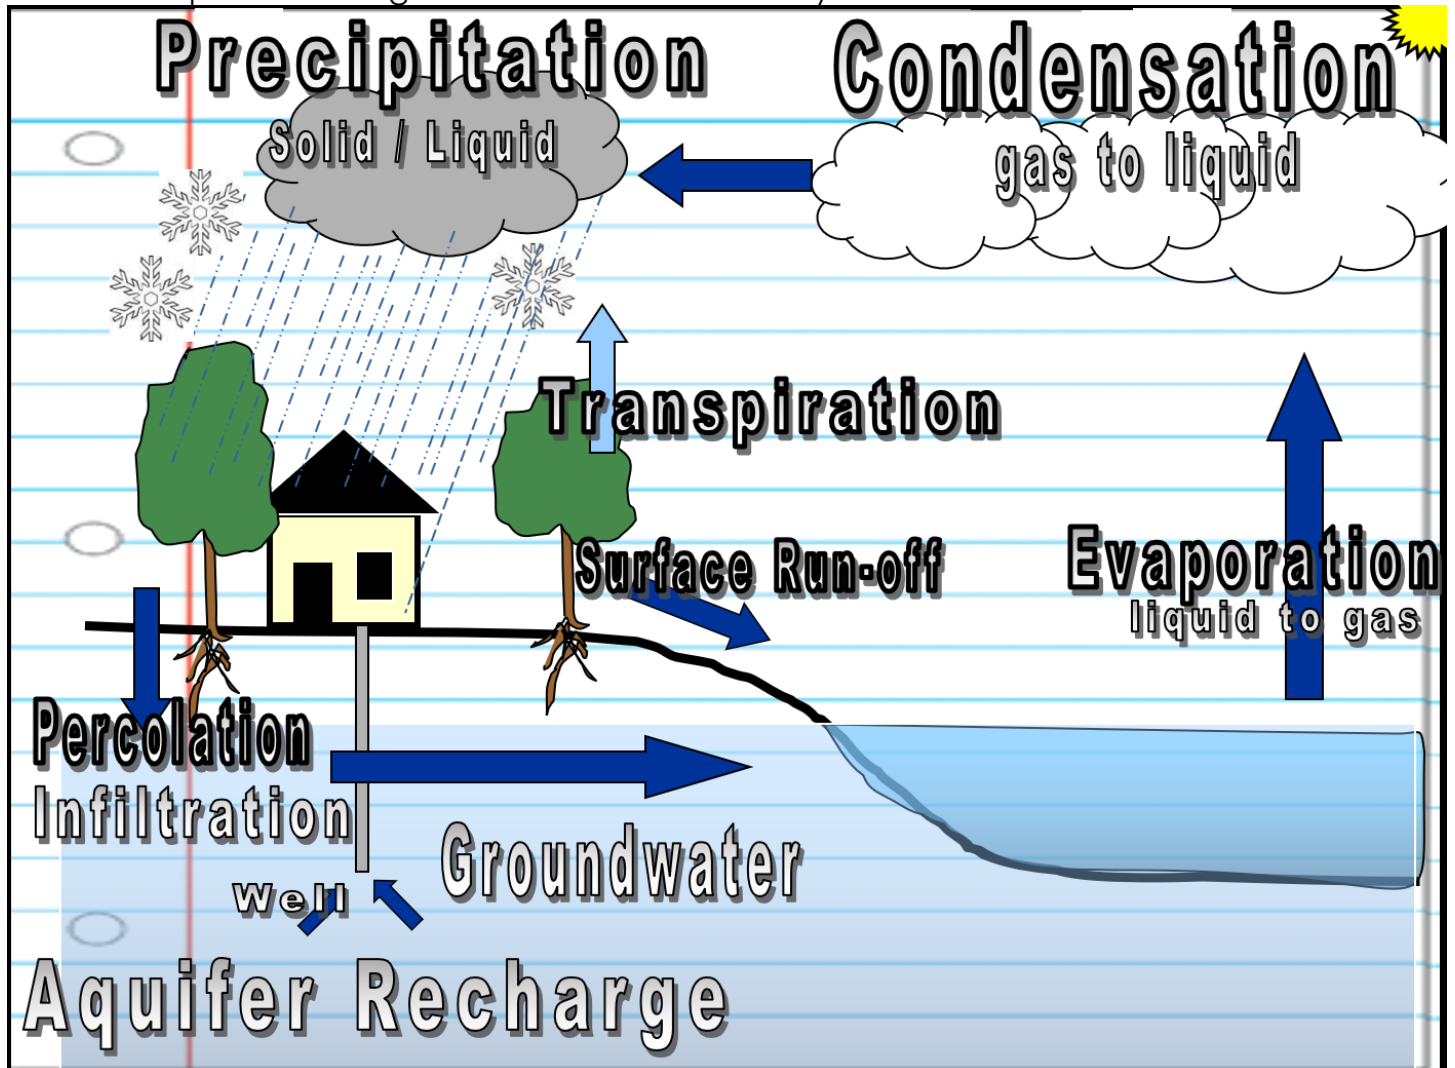 Precipitation
Solid / Liquid
Condensation
gas to liquid
Transpiration
Surface Run-off
Evaporation
liquid to gas
Percolation
Infiltration
Groundwater
Well
Aquifer Recharge